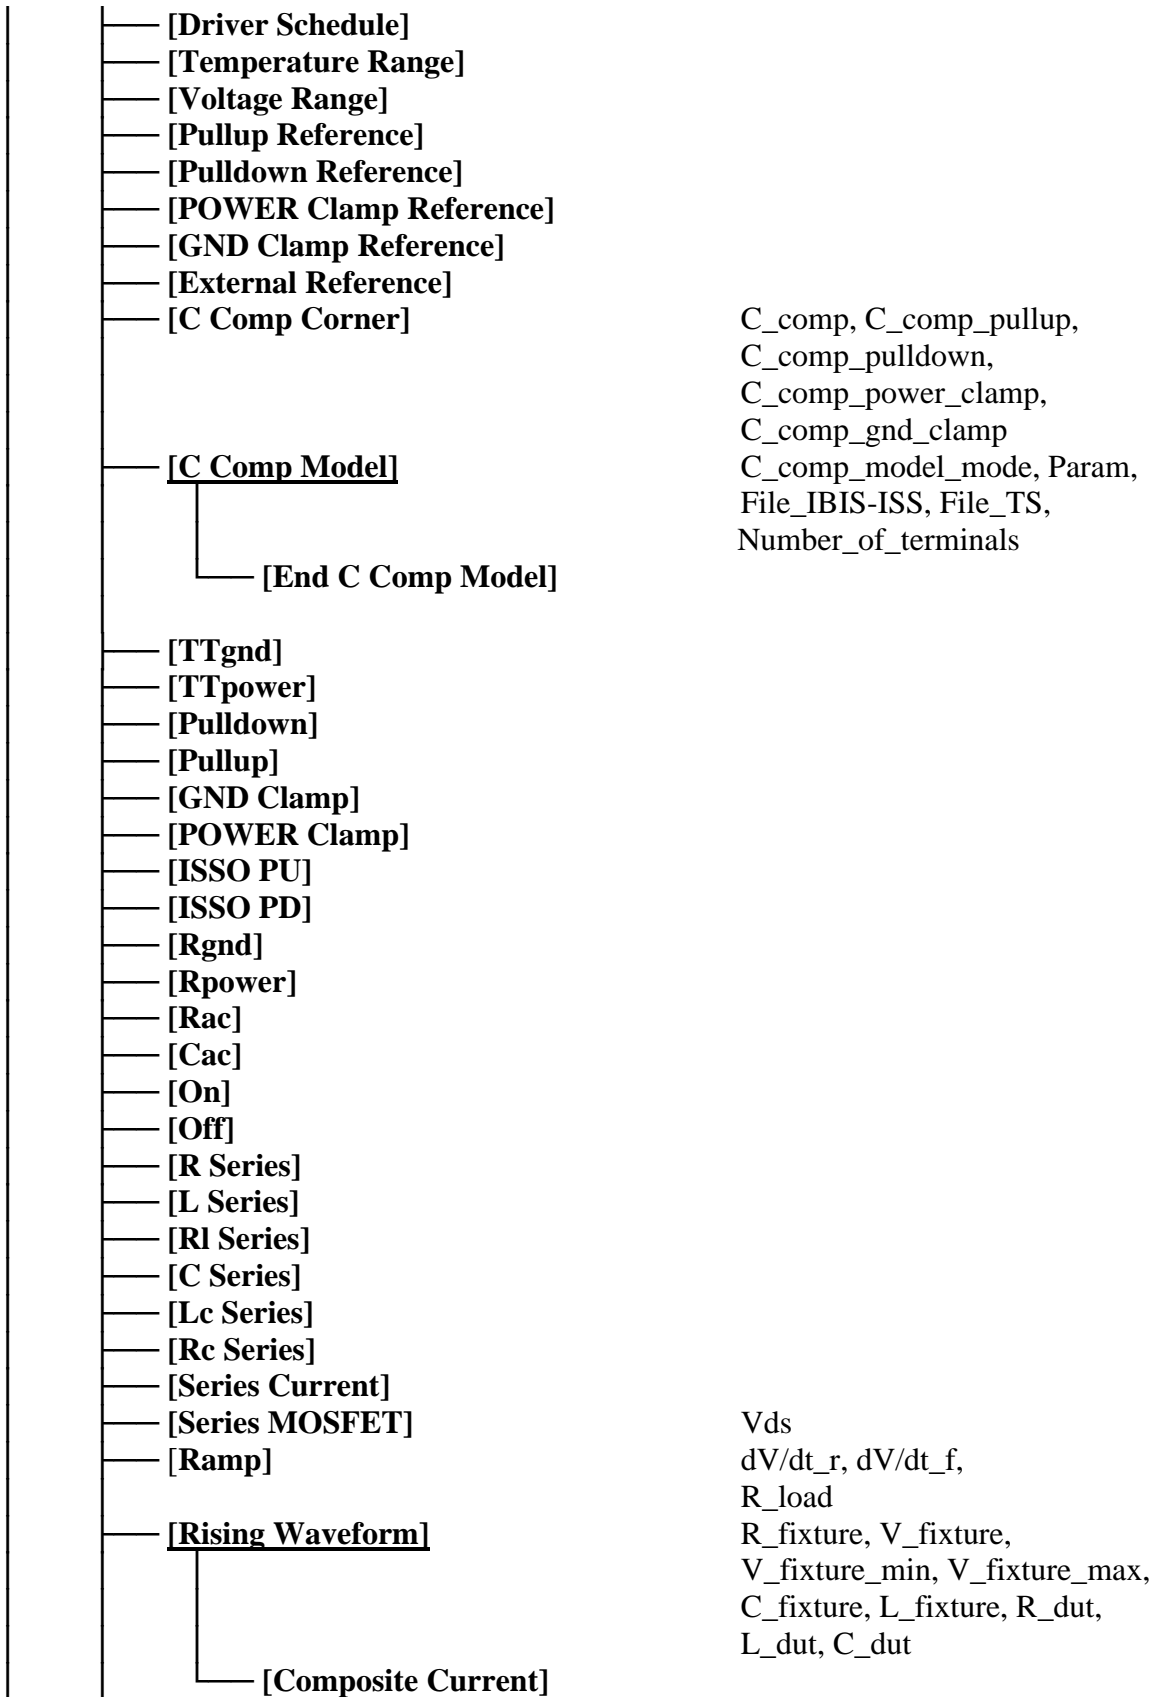 [Driver Schedule]
[Temperature Range]
[Voltage Range]
[Pullup Reference]
[Pulldown Reference]
[POWER Clamp Reference]
[GND Clamp Reference]
[External Reference]
[C Comp Corner] C_comp, C_comp_pullup,
C_comp_pulldown,
C_comp_power_clamp,
C_comp_gnd_clamp
[C Comp Model] C_comp_model_mode, Param,
File_IBIS-ISS, File_TS,
Number_of_terminals
[End C Comp Model]
[TTgnd]
[TTpower]
[Pulldown]
[Pullup]
[GND Clamp]
[POWER Clamp]
[ISSO PU]
[ISSO PD]
[Rgnd]
[Rpower]
[Rac]
[Cac]
[On]
[Off]
[R Series]
[L Series]
[Rl Series]
[C Series]
[Lc Series]
[Rc Series]
[Series Current]
[Series MOSFET] Vds
[Ramp] dV/dt_r, dV/dt_f,
R_load
[Rising Waveform] R_fixture, V_fixture,
V_fixture_min, V_fixture_max,
C_fixture, L_fixture, R_dut,
L_dut, C_dut
[Composite Current]